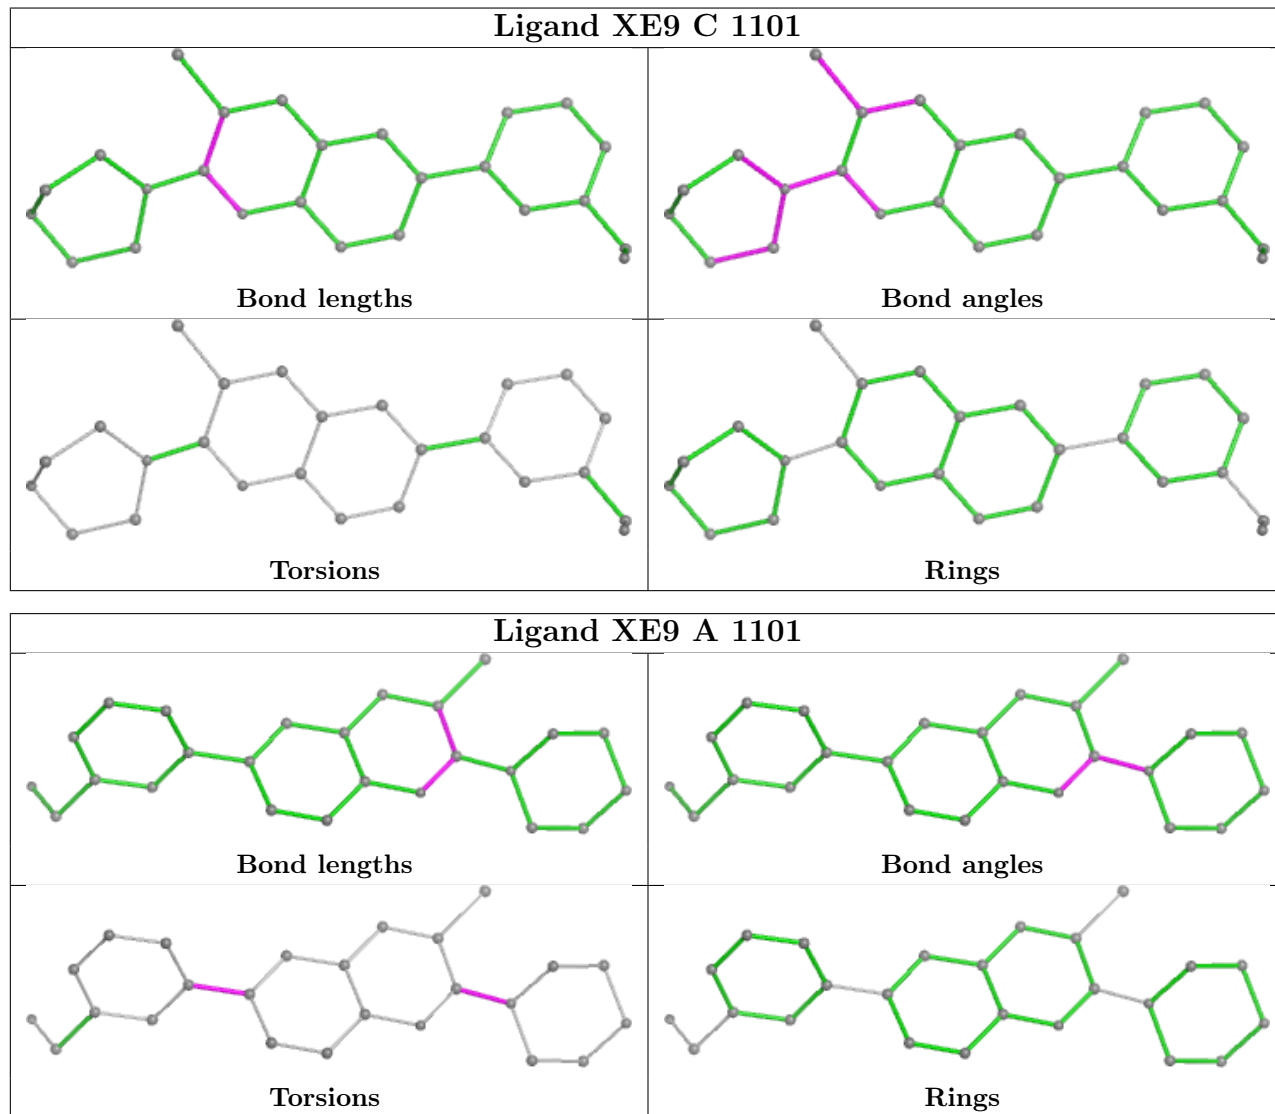 Ligand XE9 C 1101
Bond lengths
Bond angles
Torsions
Rings
Ligand XE9 A 1101
Bond lengths
Bond angles
Torsions
Rings